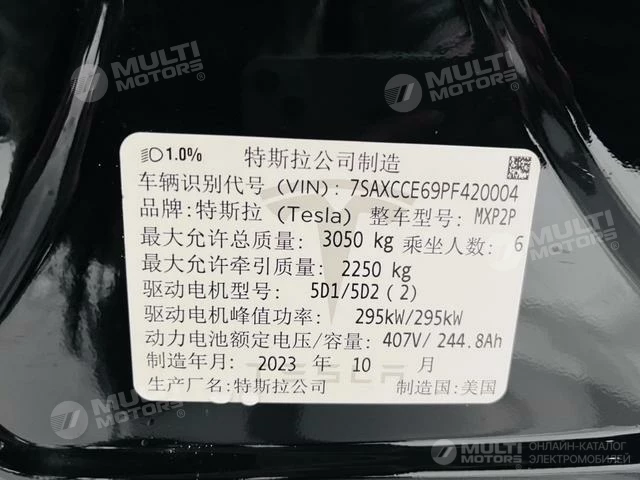 1.0% 特斯拉公司制造
车辆识别代号 (VIN): 7SAXCCE69PF420004
品牌:特斯拉 (Tesla) 整车型号: MXP2P
最大允许总质量: 3050 kg 乘坐人数: 6
最大允许牵引质量: 2250 kg
驱动电机型号: 5D1/5D2 (2)
驱动电机峰值功率: 295kW/295kW
动力电池额定电压/容量: 407V/ 244.8Ah
制造年月: 2023 年 10 月
TESLA
生产厂名:特斯拉公司 制造国:美国
MULTI MOTORS®
MULTI MOTORS®
MULTI MOTORS®
MULTI MOTORS®
MULTI MOTORS®
ОНЛАЙН-КАТАЛОГ
ЭЛЕКТРОМОБИЛЕЙ